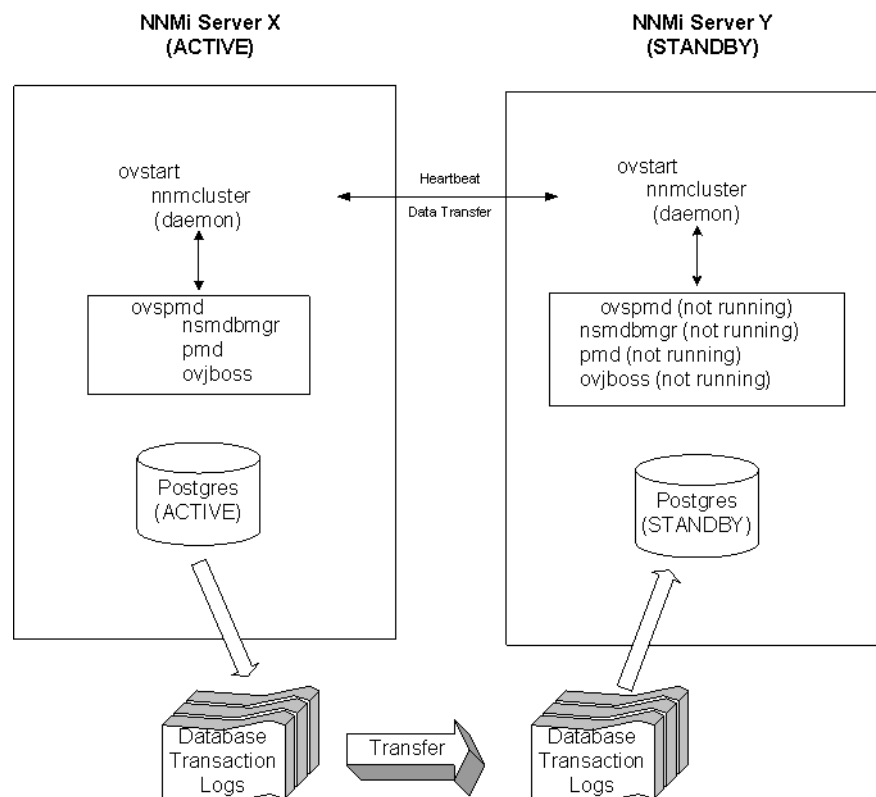 NNMi Server X
(ACTIVE)
NNMi Server Y
(STANDBY)
ovstart
nnmcluster
(daemon)
Heartbeat
Data Transfer
ovstart
nnmcluster
(daemon)
ovspmd
nsmdbmgr
pmd
ovjboss
ovspmd (not running)
nsmdbmgr (not running)
pmd (not running)
ovjboss (not running)
Postgres
(ACTIVE)
Postgres
(STANDBY)
Database
Transaction
Logs
Transfer
Database
Transaction
Logs